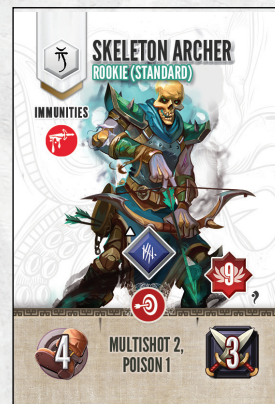 SKELETON ARCHER
ROOKIE (STANDARD)
IMMUNITIES
9
4
MULTISHOT 2,
POISON 1
3